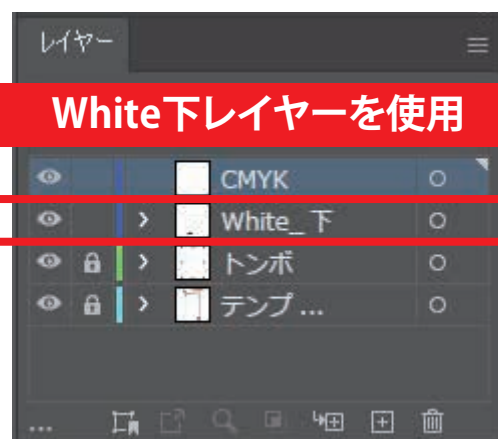 レイヤー
White下レイヤーを使用
CMYK
White_下
トンボ
テンプ ...